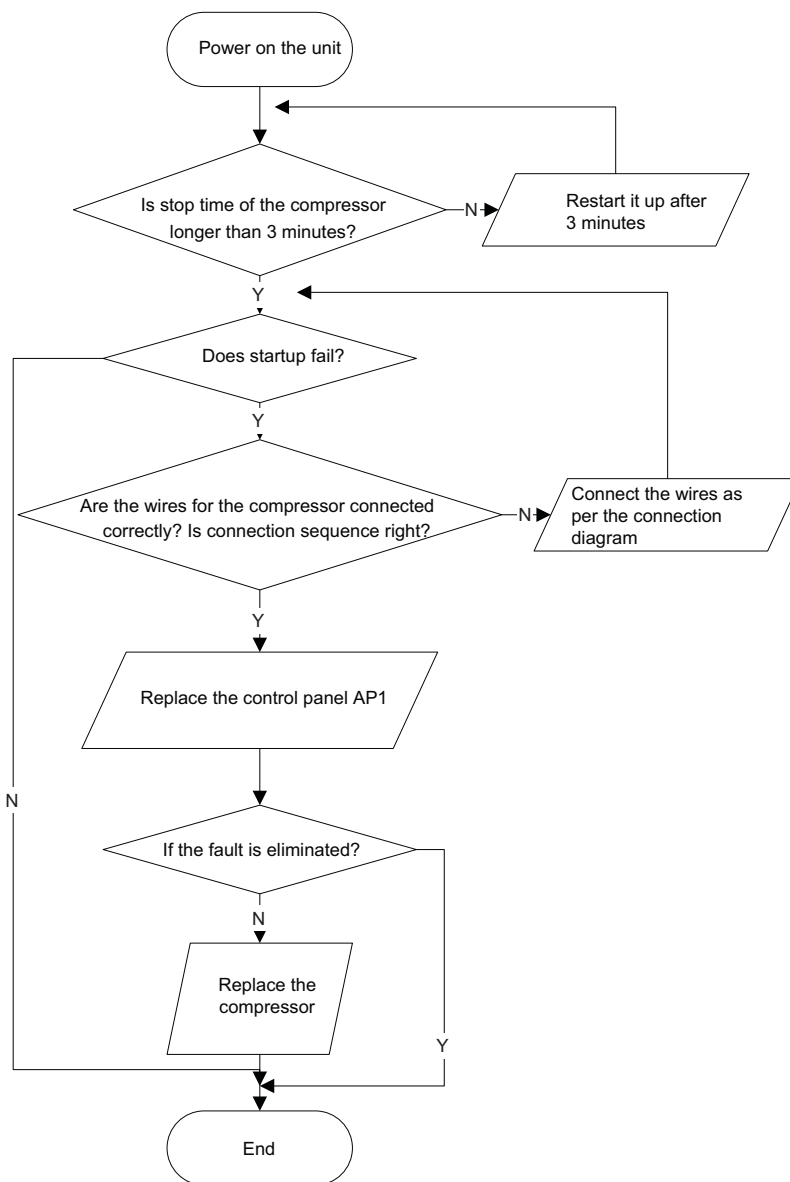 Power on the unit
Is stop time of the compressor
longer than 3 minutes?
N
Restart it up after
3 minutes
Y
Does startup fail?
Y
Are the wires for the compressor connected
correctly? Is connection sequence right?
N
Connect the wires as
per the connection
diagram
Y
Replace the control panel AP1
N
If the fault is eliminated?
N
Replace the
compressor
Y
End